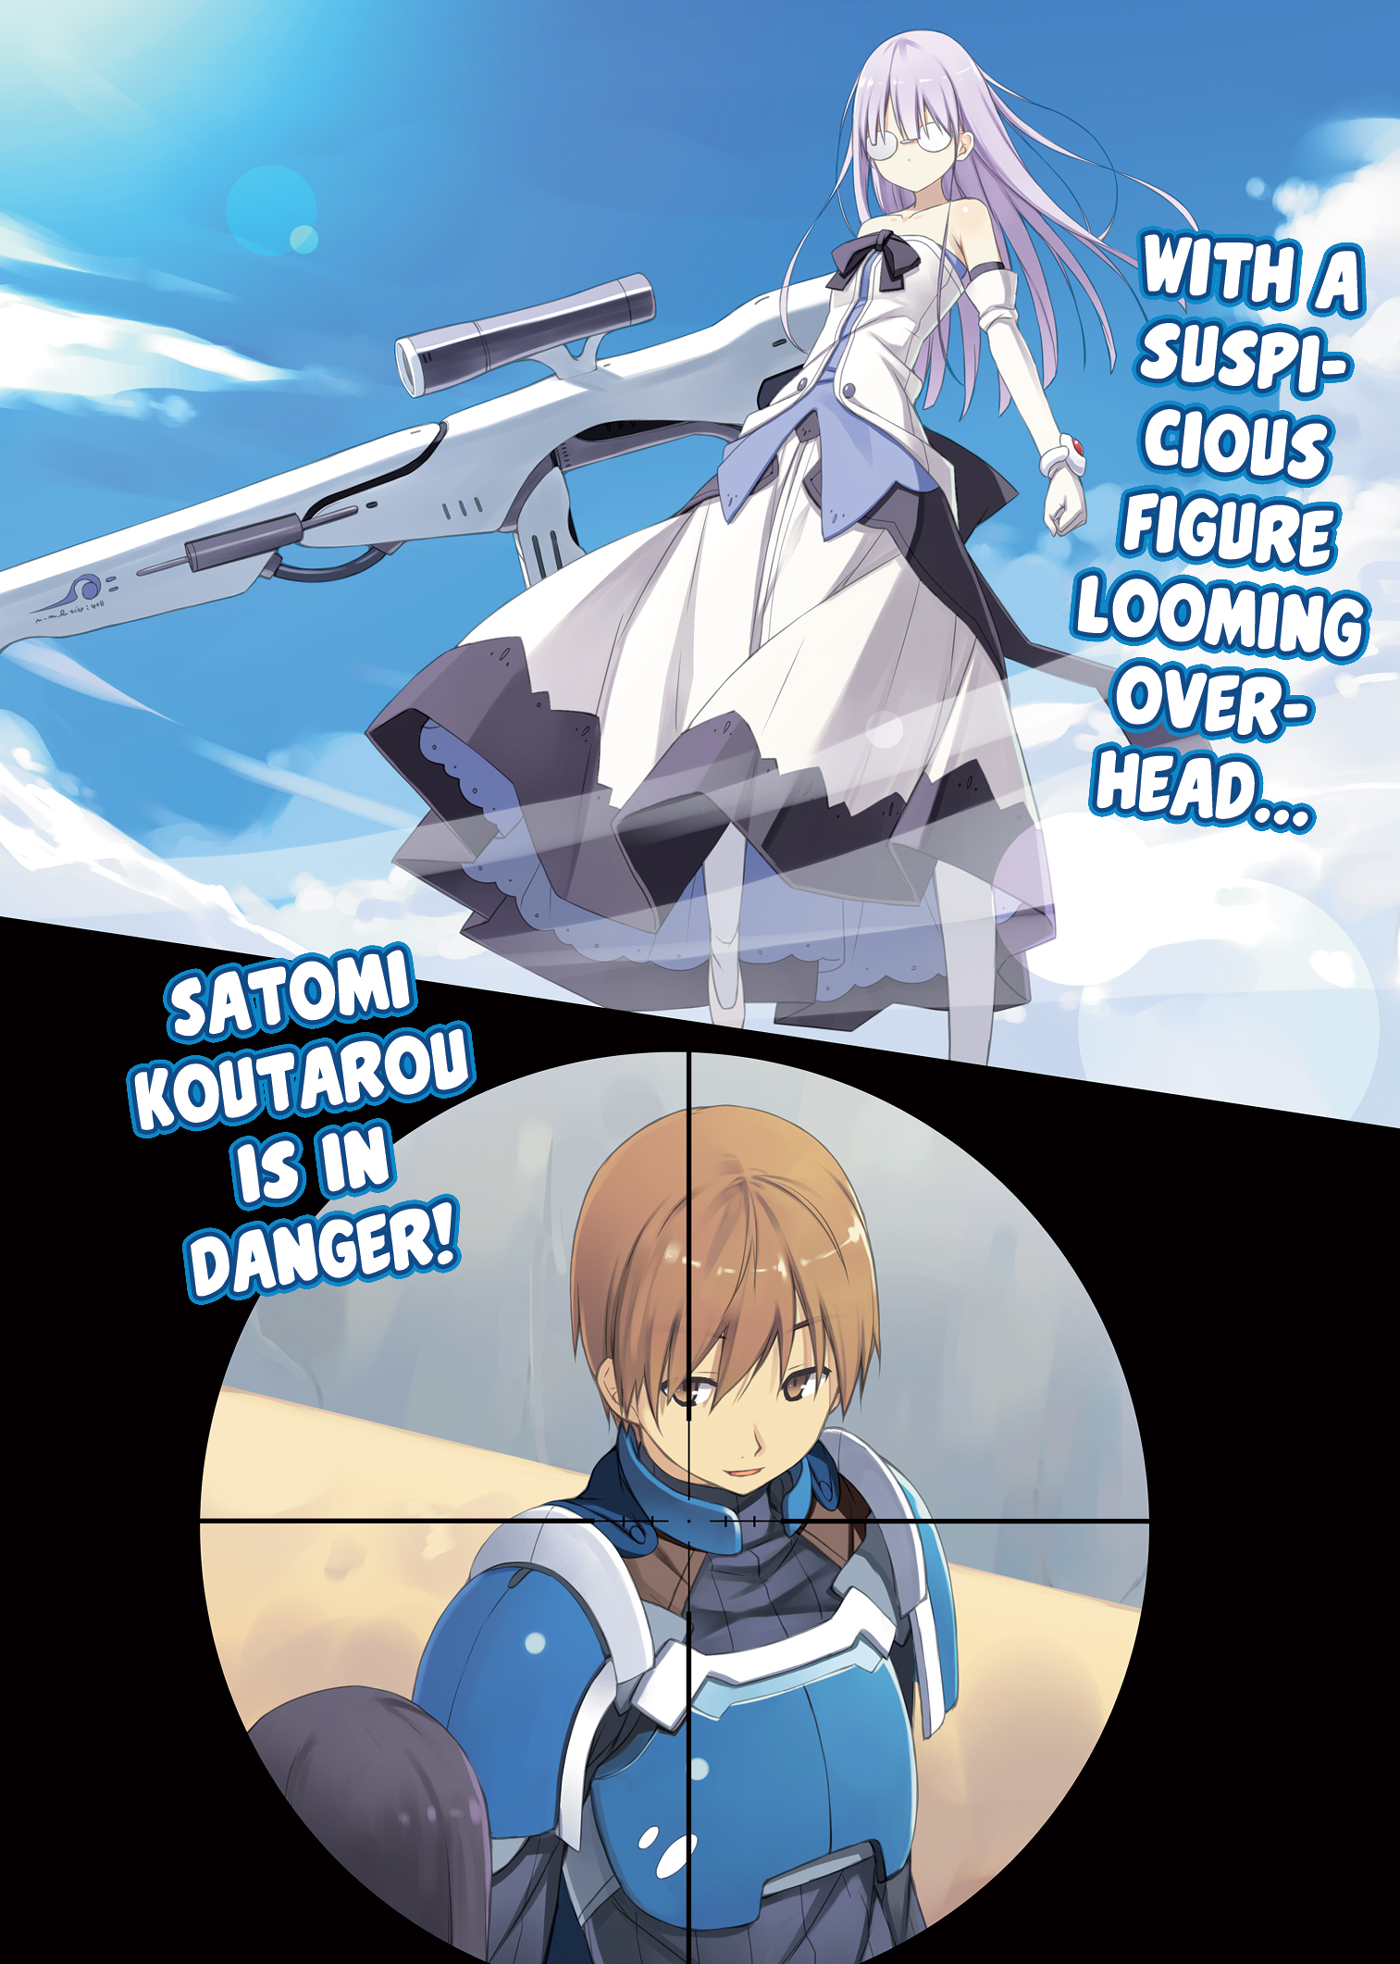 WITH A
SUSPI-
CIOUS
FIGURE
LOOMING
OVER-
HEAD...
SATOMI
KOUTAROU
IS IN
DANGER!